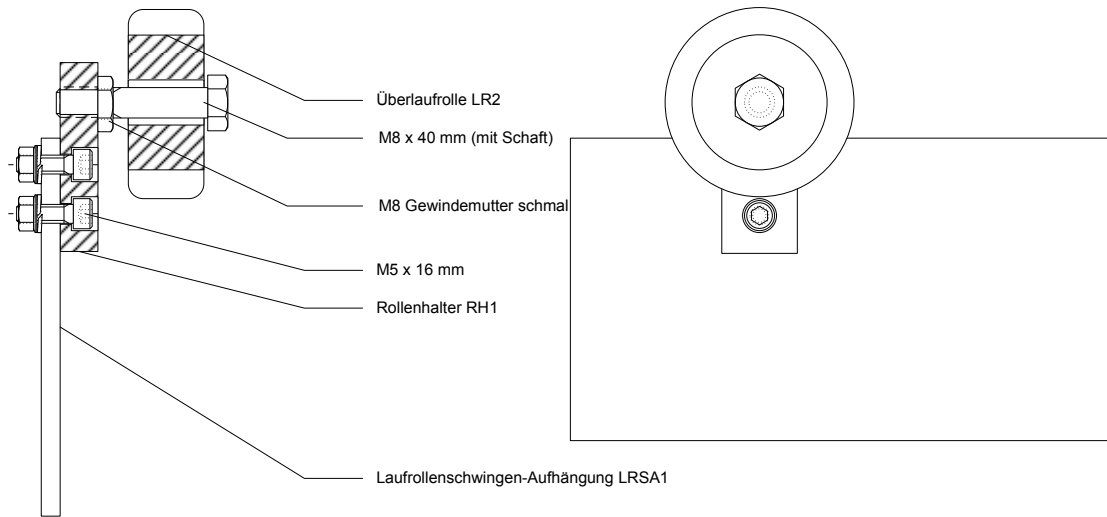 Überlaufrolle LR2
M8 x 40 mm (mit Schaft)
M8 Gewindemutter schmal
M5 x 16 mm
Rollenhalter RH1
Laufrollenschwingen-Aufhängung LRSA1